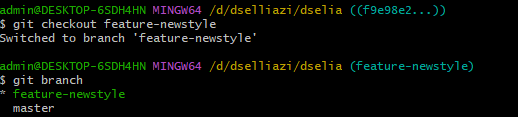 admin@DESKTOP-6SDH4HN MINGW64 /d/dselliazi/dselia ((f9e98e2...))
$ git checkout feature-newstyle
Switched to branch 'feature-newstyle'
admin@DESKTOP-6SDH4HN MINGW64 /d/dselliazi/dselia (feature-newstyle)
$ git branch
* feature-newstyle
  master